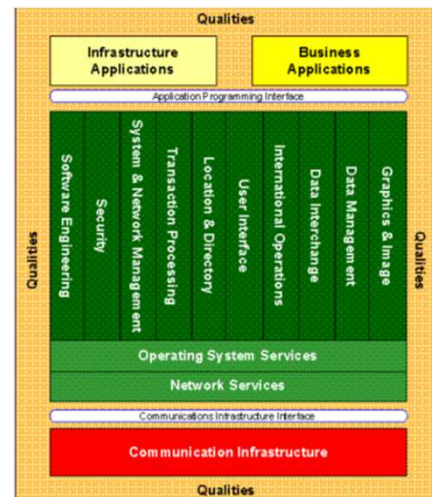 Qualities
Infrastructure
Applications
Business
Applications
Application Programming Interface
Qualities
Software Engineering
Security
System & Network Management
Transaction Processing
Location & Directory
User Interface
International Operations
Data Interchange
Data Management
Graphics & Image
Qualities
Operating System Services
Network Services
Communications Infrastructure Interface
Communication Infrastructure
Qualities